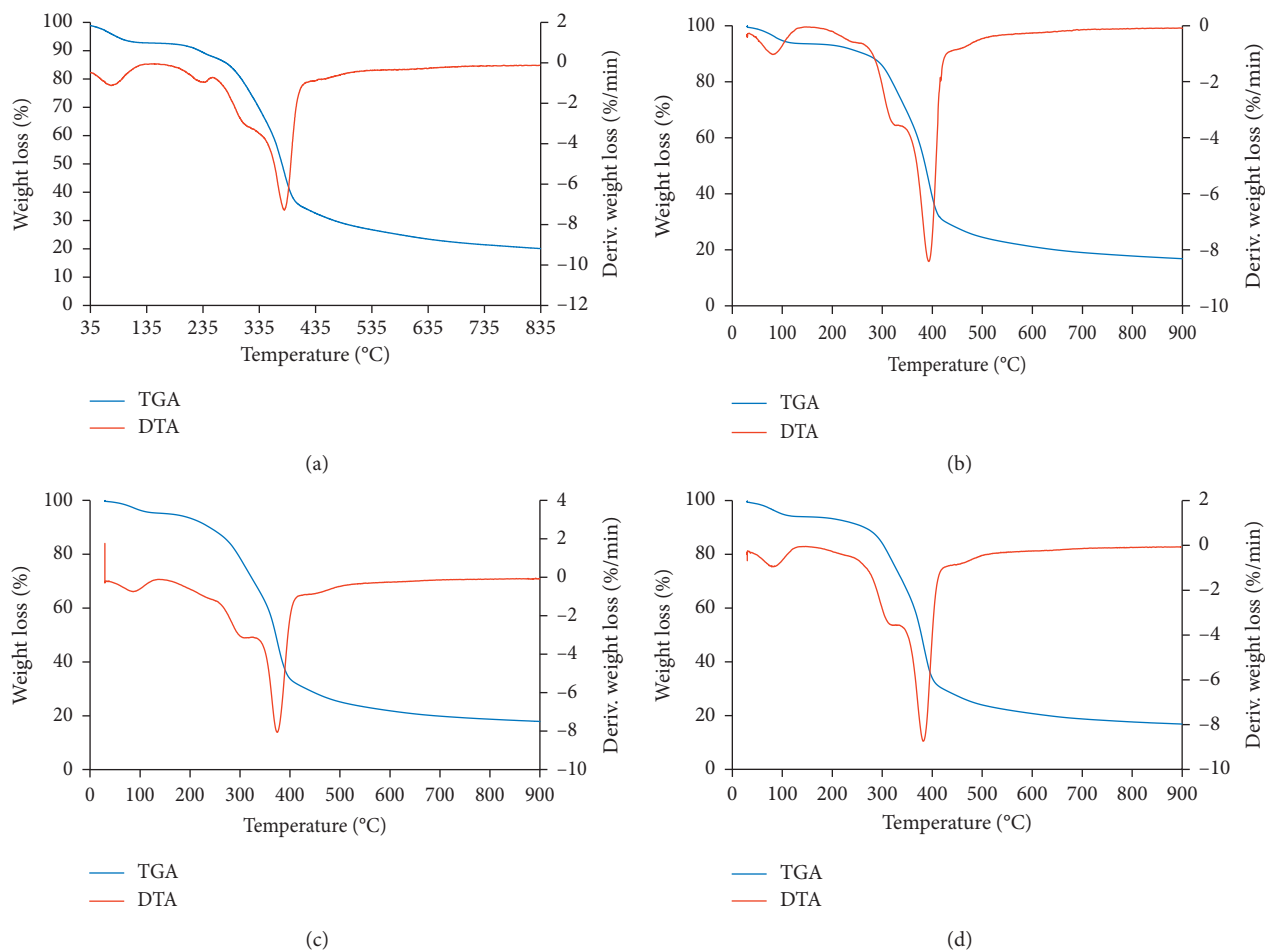 100
90
80
70
60
50
40
30
20
10
0
Weight loss (%)
2
0
−2
−4
−6
−8
−10
−12
Deriv. weight loss (%/min)
35 135 235 335 435 535 635 735 835
Temperature (°C)
TGA
DTA
(a)
100
80
60
40
20
0
Weight loss (%)
0
−2
−4
−6
−8
−10
Deriv. weight loss (%/min)
0 100 200 300 400 500 600 700 800 900
Temperature (°C)
TGA
DTA
(b)
100
80
60
40
20
0
Weight loss (%)
4
2
0
−2
−4
−6
−8
−10
Deriv. weight loss (%/min)
0 100 200 300 400 500 600 700 800 900
Temperature (°C)
TGA
DTA
(c)
100
80
60
40
20
0
Weight loss (%)
2
0
−2
−4
−6
−8
−10
Deriv. weight loss (%/min)
0 100 200 300 400 500 600 700 800 900
Temperature (°C)
TGA
DTA
(d)